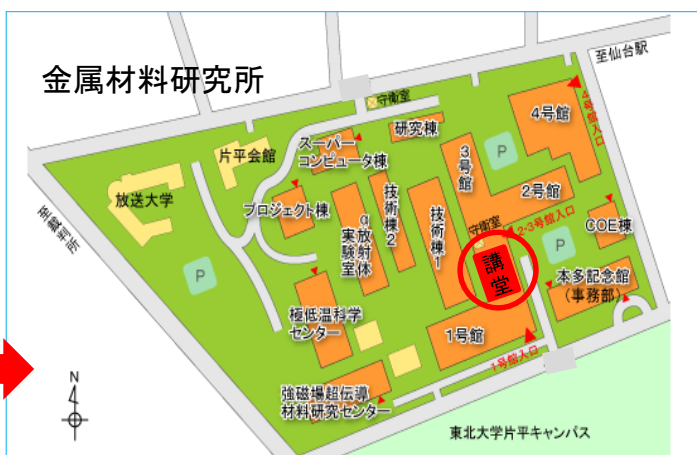 金属材料研究所
至仙台駅
守衛室
研究棟
4号館
4号館入口
スーパー
コンピュータ棟
片平会館
放送大学
至裁判所
プロジェクト棟
α放射体
実験室
技術棟2
技術棟1
3号館
P
2号館
守衛室
2・3号館入口
COE棟
P
講堂
本多記念館
(事務部)
P
極低温科学
センター
1号館
1号館入口
強磁場超伝導
材料研究センター
N
東北大学片平キャンパス